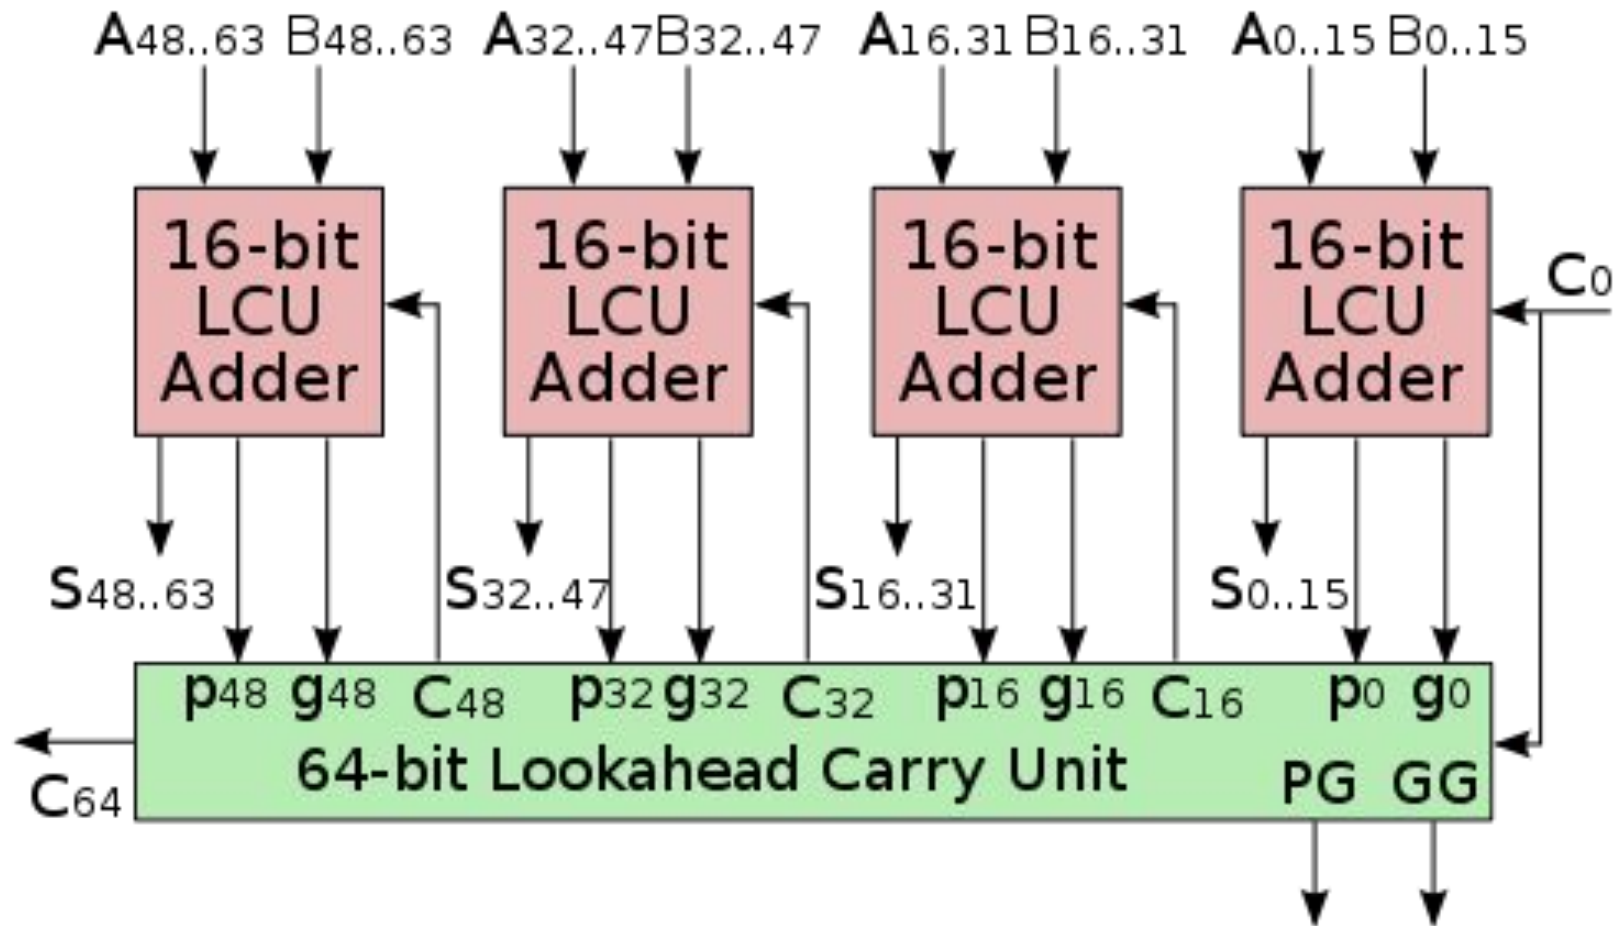 A48..63 B48..63 A32..47 B32..47 A16.31 B16..31 A0..15 B0..15
16-bit LCU Adder
16-bit LCU Adder
16-bit LCU Adder
16-bit LCU Adder
C0
S48..63 S32..47 S16..31 S0..15
p48 g48 C48 p32 g32 C32 p16 g16 C16 p0 g0
64-bit Lookahead Carry Unit
PG GG
C64